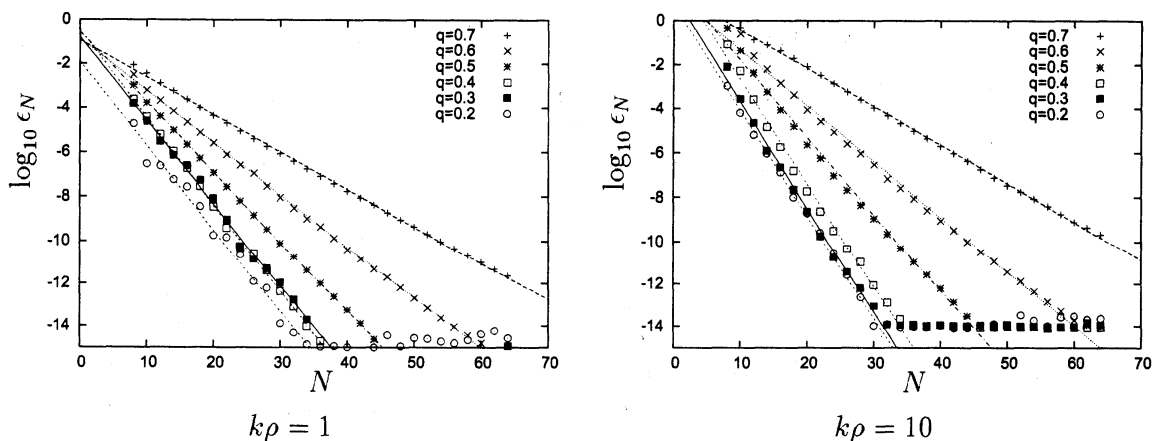 0
-2
-4
-6
-8
-10
-12
-14
log₁₀ ϵ_N
q=0.7 +
q=0.6 ×
q=0.5 ✳
q=0.4 □
q=0.3 ■
q=0.2 ○
0 10 20 30 40 50 60 70
N
kρ = 1
0
-2
-4
-6
-8
-10
-12
-14
log₁₀ ϵ_N
q=0.7 +
q=0.6 ×
q=0.5 ✳
q=0.4 □
q=0.3 ■
q=0.2 ○
0 10 20 30 40 50 60 70
N
kρ = 10